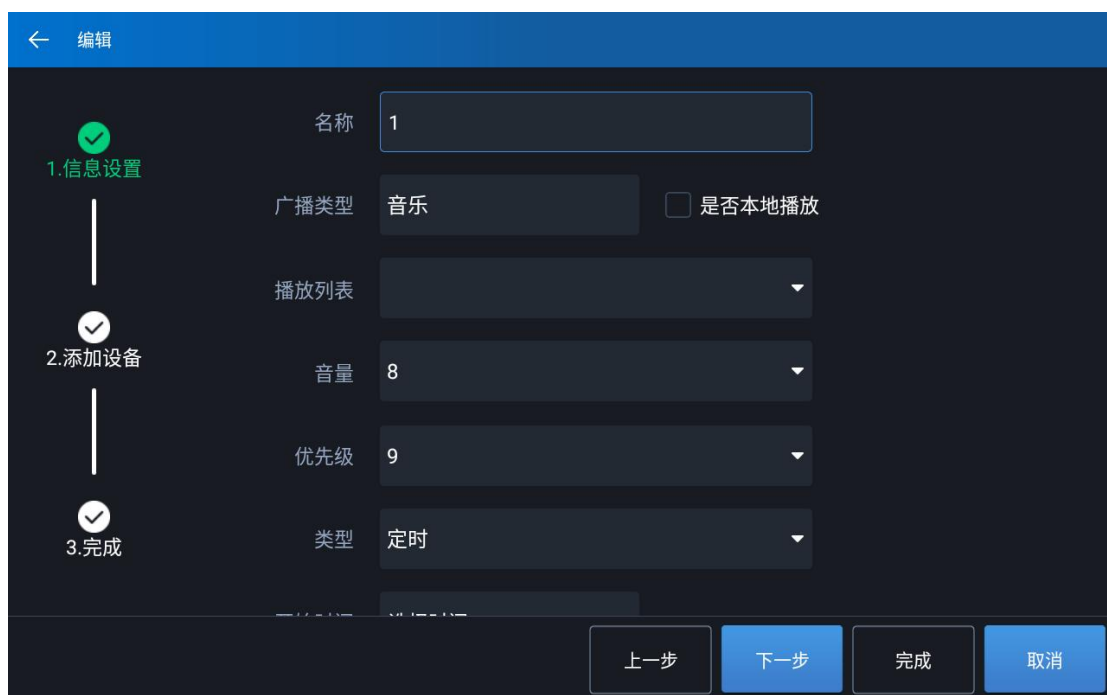 编辑
名称 1
1.信息设置
广播类型 音乐 是否本地播放
播放列表
2.添加设备
音量 8
优先级 9
3.完成
类型 定时
上一步 下一步 完成 取消